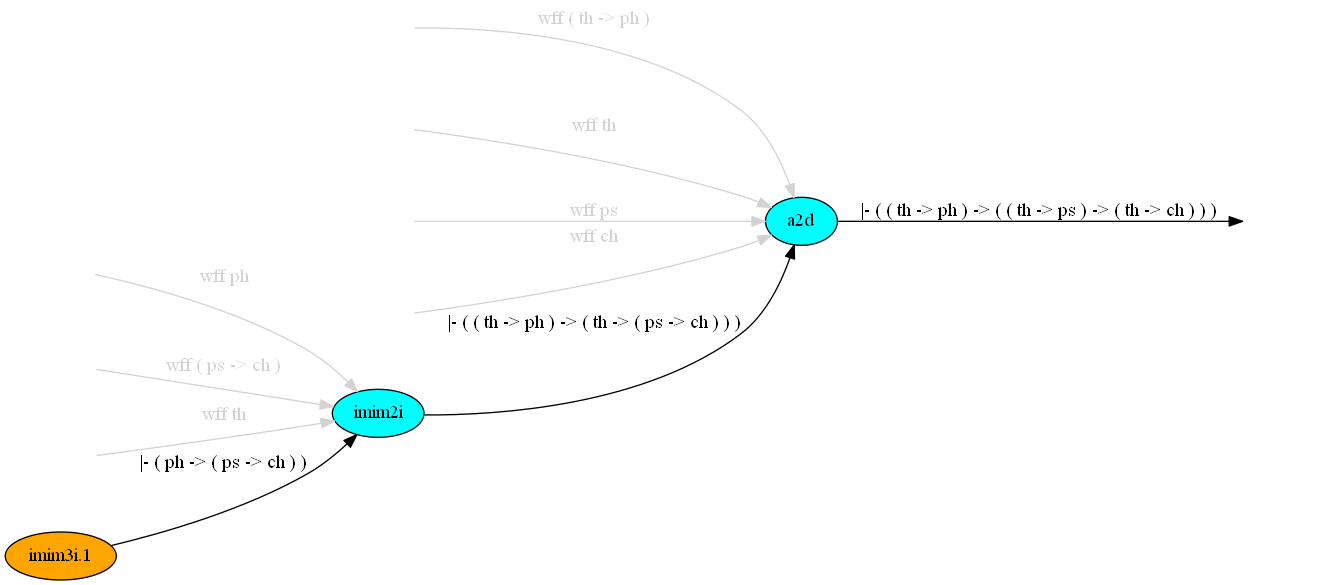 wff ( th -> ph )
wff th
wff ps
a2d
|- ( ( th -> ph ) -> ( ( th -> ps ) -> ( th -> ch ) ) )
wff ch
wff ph
|- ( ( th -> ph ) -> ( th -> ( ps -> ch ) ) )
wff ( ps -> ch )
imim2i
wff th
|- ( ph -> ( ps -> ch ) )
imim3i.1